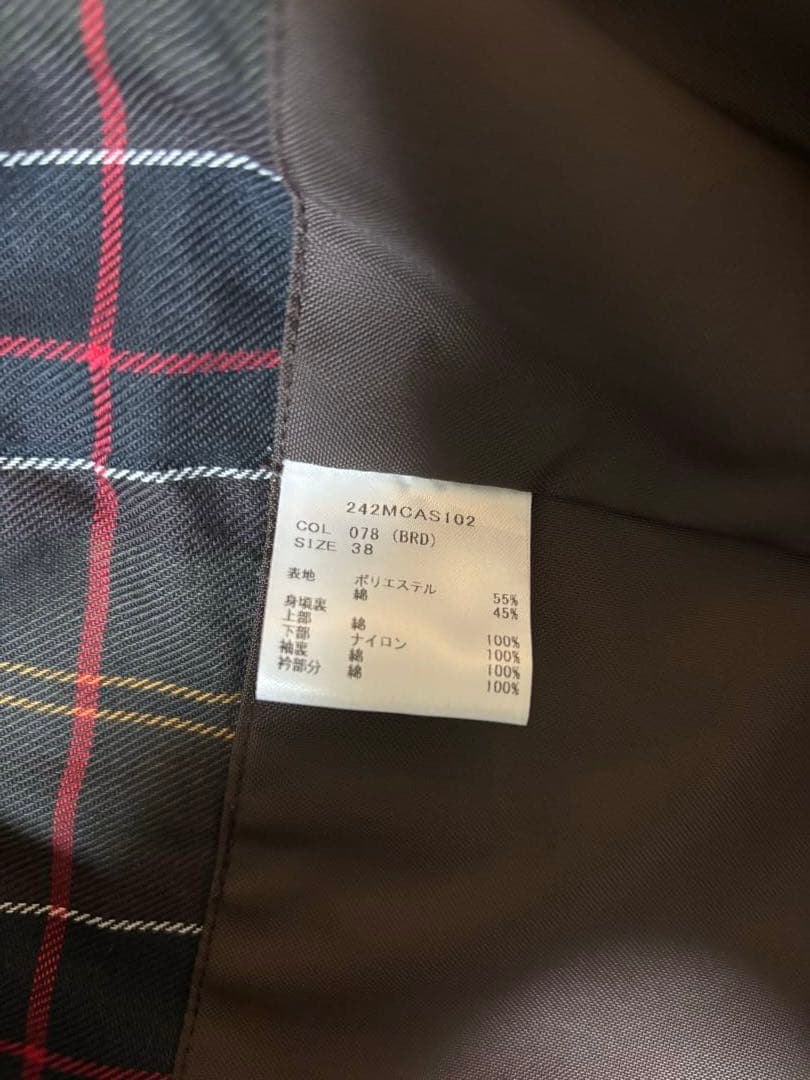 242MCAS102
COL 078 (BRD)
SIZE 38
表地 ポリエステル 55%
綿 45%
身頃裏
上部 綿 100%
下部 ナイロン 100%
袖裏 綿 100%
衿部分 綿 100%